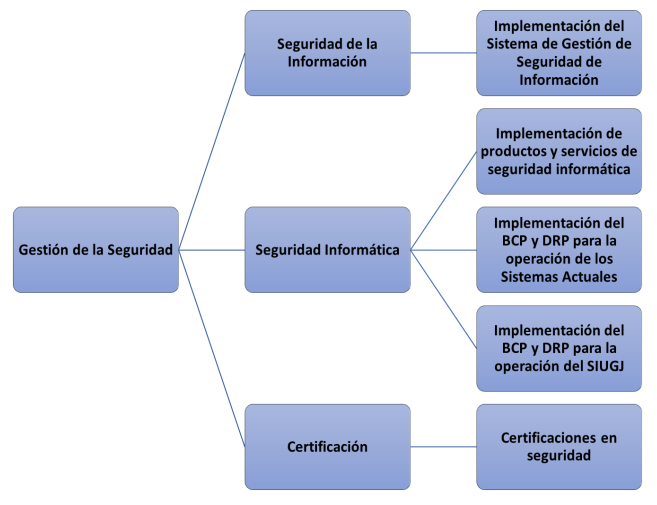 Gestión de la Seguridad
Seguridad de la
Información
Implementación del
Sistema de Gestión de
Seguridad de
Información
Seguridad Informática
Implementación de
productos y servicios de
seguridad informática
Implementación del
BCP y DRP para la
operación de los
Sistemas Actuales
Implementación del
BCP y DRP para la
operación del SIUGJ
Certificación
Certificaciones en
seguridad